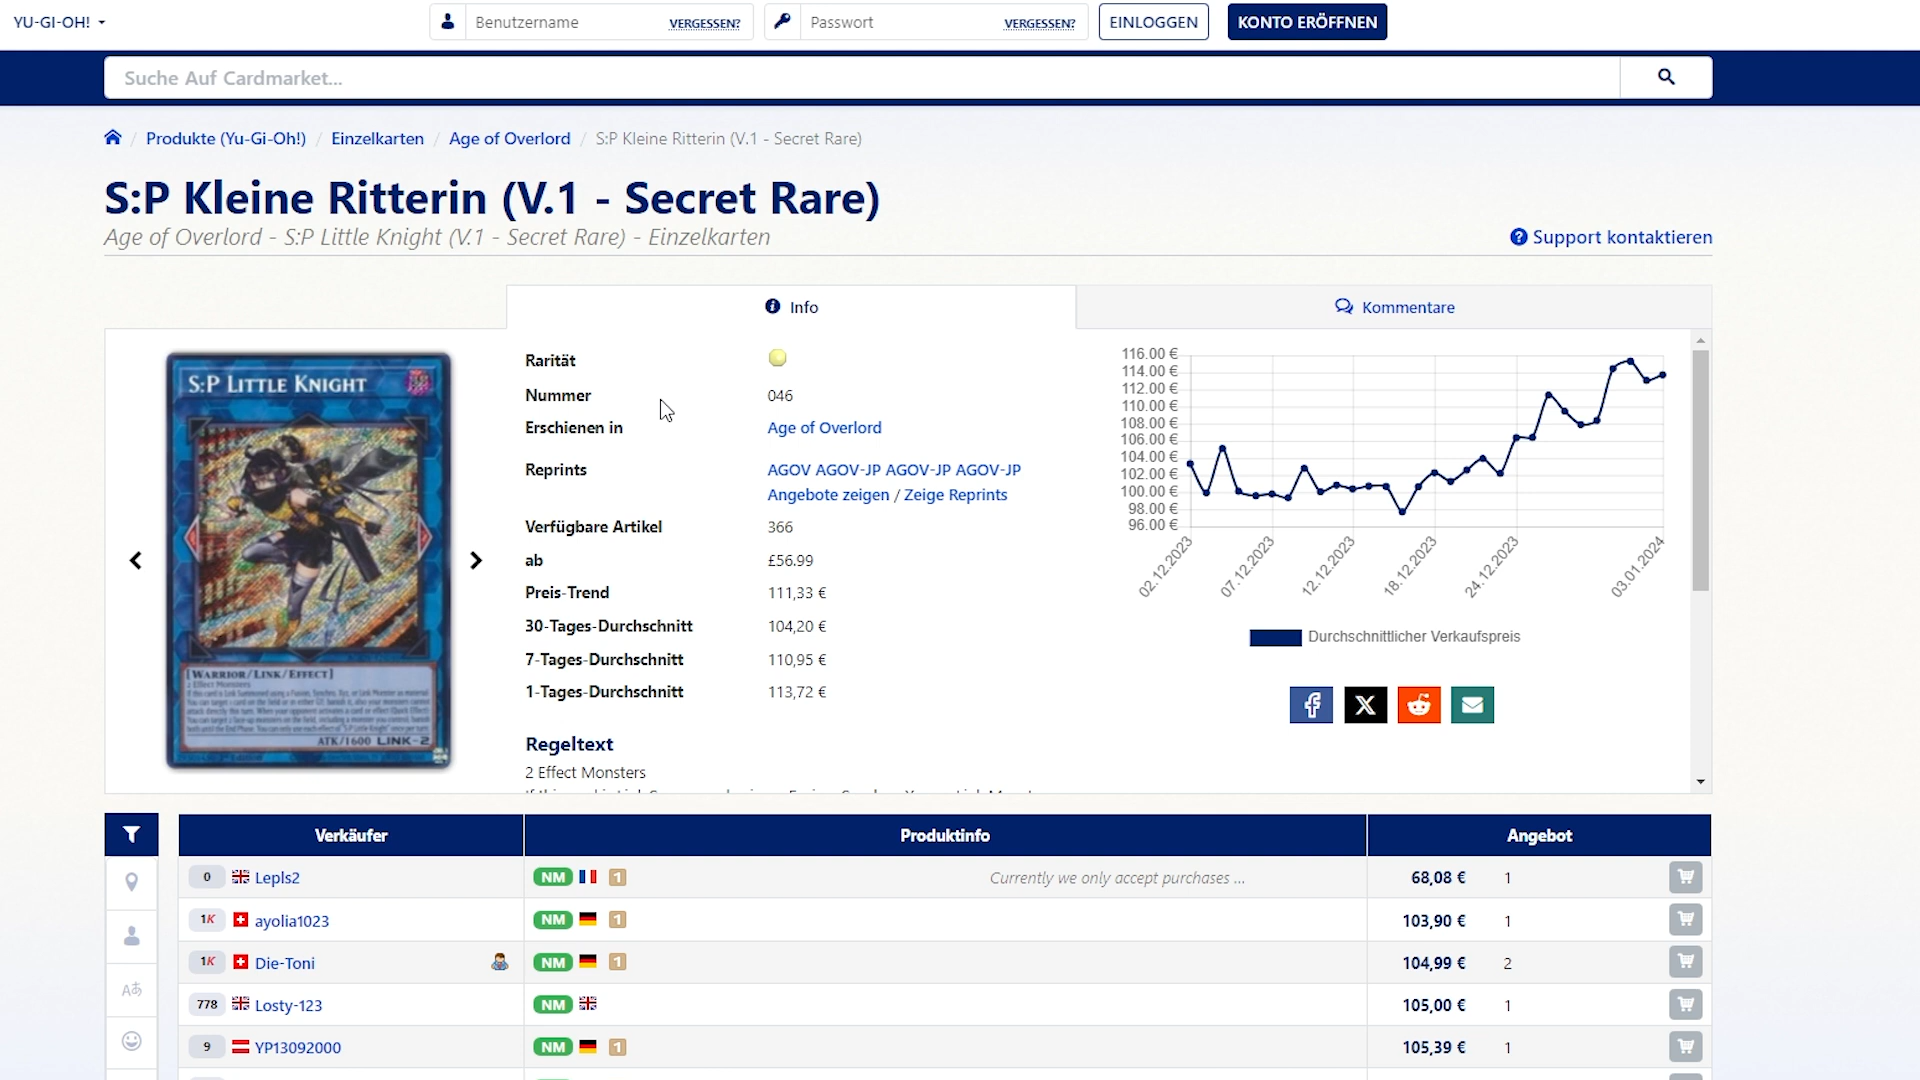 YU-GI-OH!
Benutzername VERGESSEN?
Passwort VERGESSEN?
EINLOGGEN
KONTO ERÖFFNEN
Suche Auf Cardmarket...
/ Produkte (Yu-Gi-Oh!) / Einzelkarten / Age of Overlord / S:P Kleine Ritterin (V.1 - Secret Rare)
S:P Kleine Ritterin (V.1 - Secret Rare)
Age of Overlord - S:P Little Knight (V.1 - Secret Rare) - Einzelkarten
Support kontaktieren
Info
Kommentare
S:P LITTLE KNIGHT
[WARRIOR/LINK/EFFECT]
2 Effect Monsters
ATK/1600 LINK-2
Rarität
Nummer 046
Erschienen in Age of Overlord
Reprints AGOV AGOV-JP AGOV-JP AGOV-JP
Angebote zeigen / Zeige Reprints
Verfügbare Artikel 366
ab £56.99
Preis-Trend 111,33 €
30-Tages-Durchschnitt 104,20 €
7-Tages-Durchschnitt 110,95 €
1-Tages-Durchschnitt 113,72 €
Regeltext
2 Effect Monsters
116.00 €
114.00 €
112.00 €
110.00 €
108.00 €
106.00 €
104.00 €
102.00 €
100.00 €
98.00 €
96.00 €
02.12.2023
07.12.2023
12.12.2023
18.12.2023
24.12.2023
03.01.2024
Durchschnittlicher Verkaufspreis
Verkäufer Produktinfo Angebot
0 Lepls2 NM 1 Currently we only accept purchases ... 68,08 € 1
1K ayolia1023 NM 1 103,90 € 1
1K Die-Toni NM 1 104,99 € 2
778 Losty-123 NM 105,00 € 1
9 YP13092000 NM 1 105,39 € 1